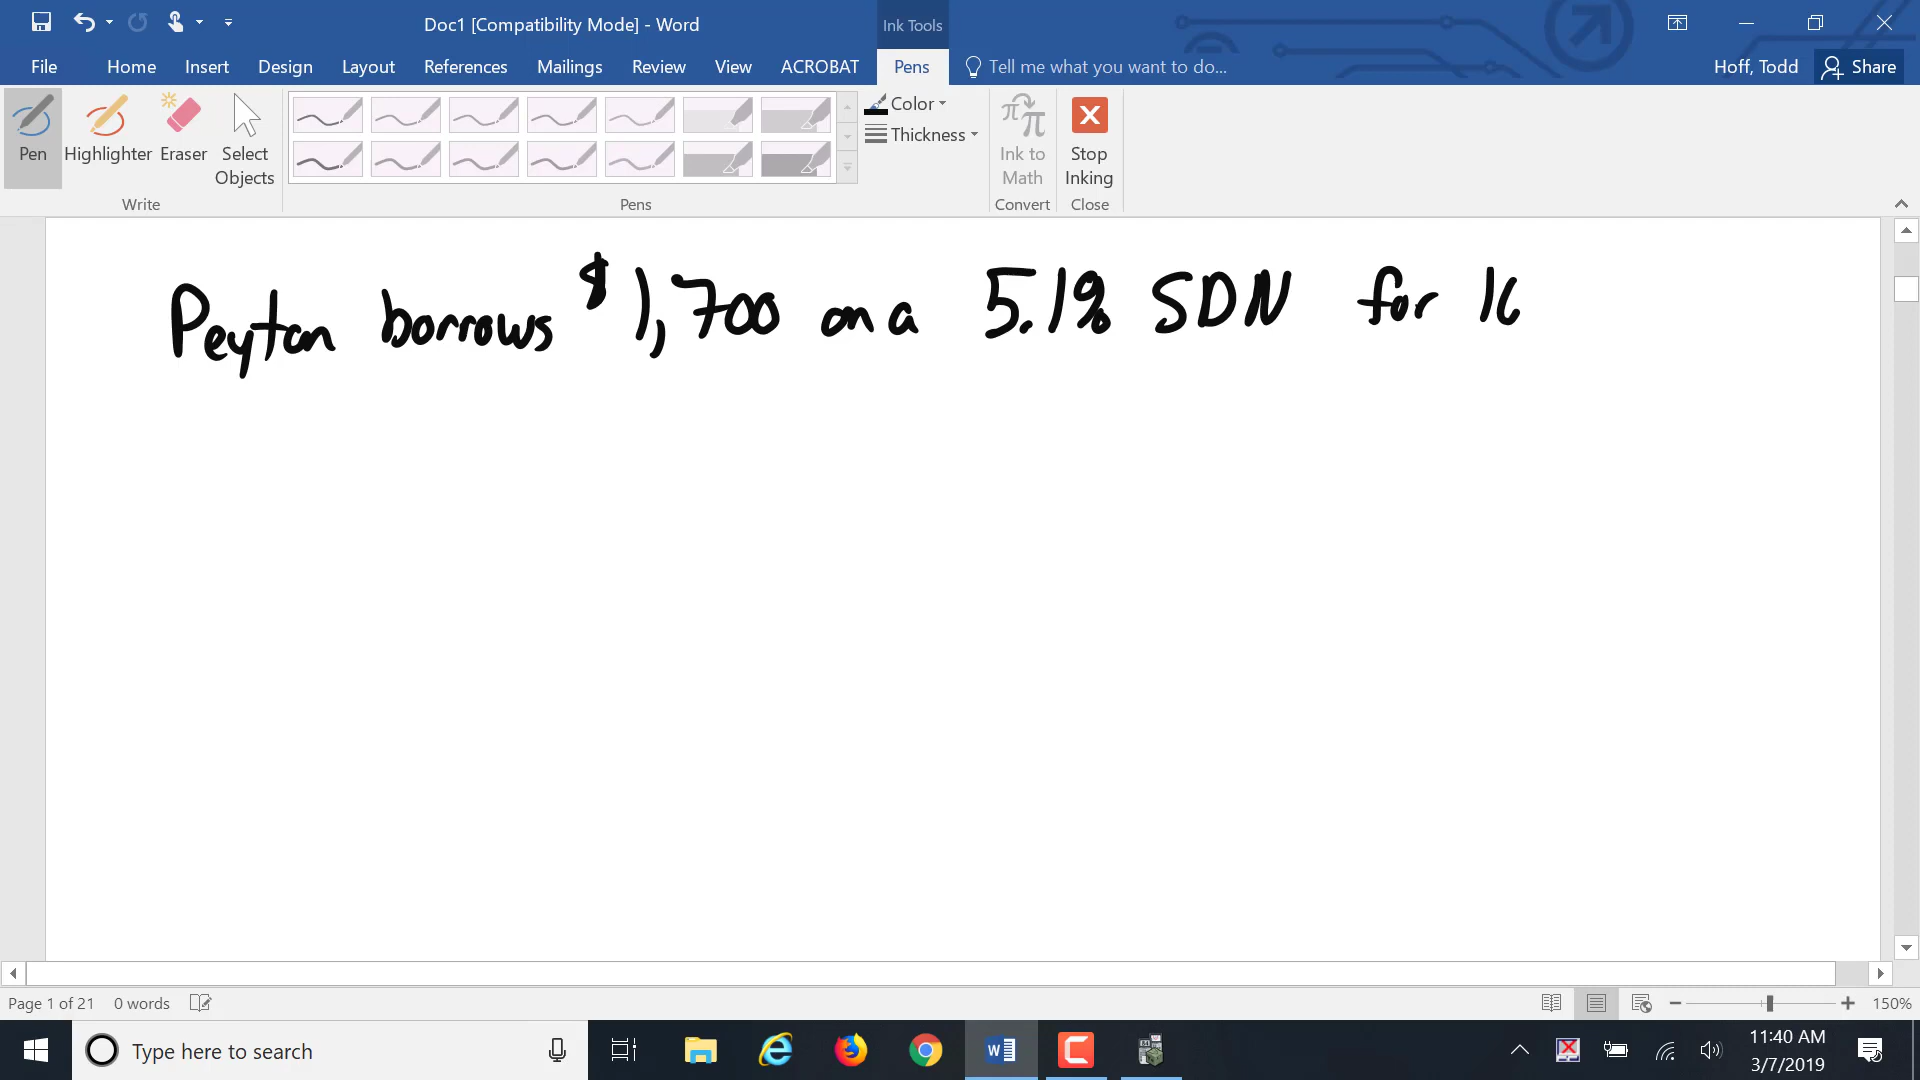 Doc1 [Compatibility Mode] - Word
Ink Tools
File Home Insert Design Layout References Mailings Review View ACROBAT Pens Tell me what you want to do... Hoff, Todd Share
Pen Highlighter Eraser Select Objects
Color
Thickness
Ink to Math
Stop Inking
Write Pens Convert Close
Peyton borrows $1,700 on a 5.1% SDN for 16
Page 1 of 21 0 words 150%
Type here to search
11:40 AM
3/7/2019